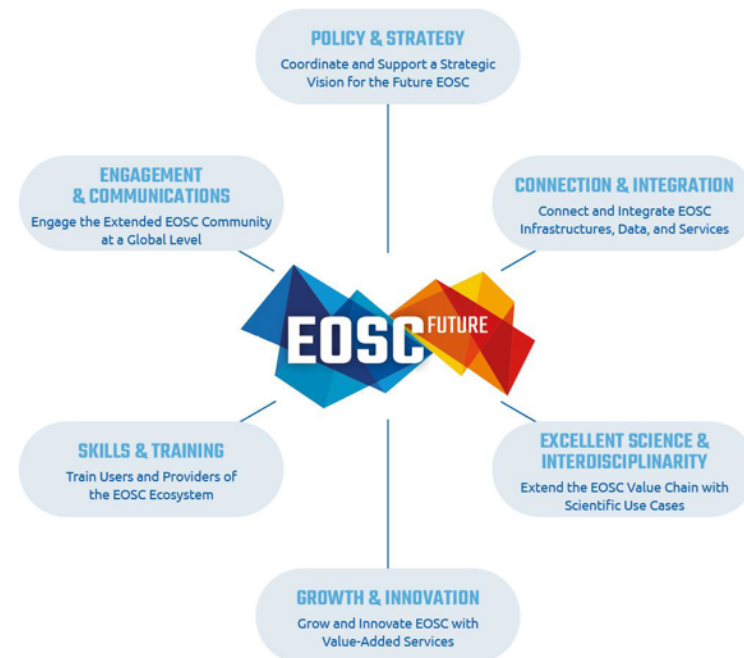 POLICY & STRATEGY
Coordinate and Support a Strategic
Vision for the Future EOSC
ENGAGEMENT
& COMMUNICATIONS
Engage the Extended EOSC Community
at a Global Level
CONNECTION & INTEGRATION
Connect and Integrate EOSC
Infrastructures, Data, and Services
EOSC FUTURE
SKILLS & TRAINING
Train Users and Providers of
the EOSC Ecosystem
EXCELLENT SCIENCE &
INTERDISCIPLINARITY
Extend the EOSC Value Chain with
Scientific Use Cases
GROWTH & INNOVATION
Grow and Innovate EOSC with
Value-Added Services